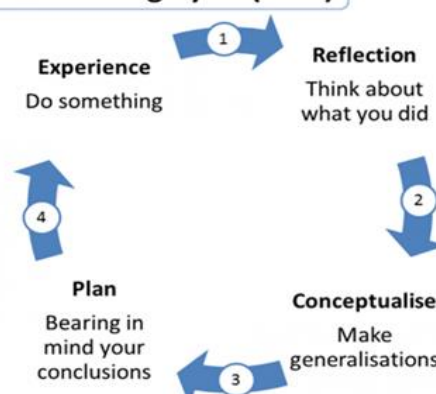 1
Experience
Do something
Reflection
Think about
what you did
2
Conceptualise
Make
generalisations
3
Plan
Bearing in
mind your
conclusions
4